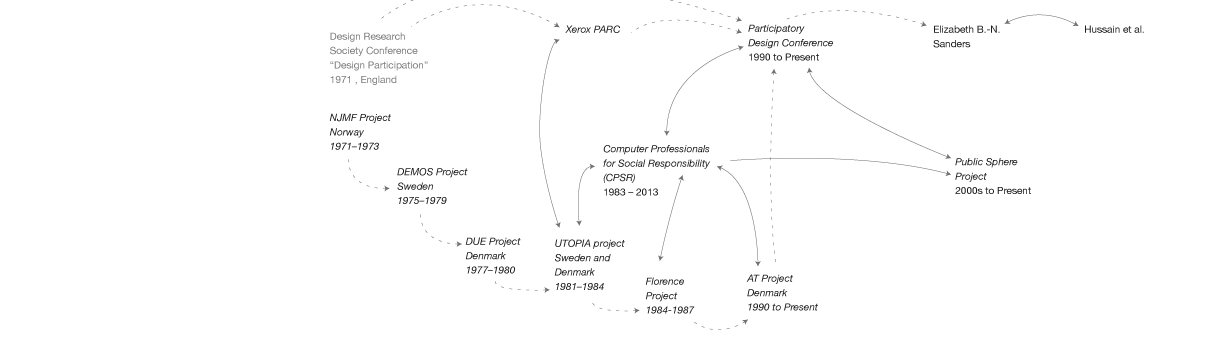 Design Research
Society Conference
“Design Participation”
1971 , England
Xerox PARC
Participatory
Design Conference
1990 to Present
Elizabeth B.-N.
Sanders
Hussain et al.
NJMF Project
Norway
1971–1973
Computer Professionals
for Social Responsibility
(CPSR)
1983 – 2013
Public Sphere
Project
2000s to Present
DEMOS Project
Sweden
1975–1979
DUE Project
Denmark
1977–1980
UTOPIA project
Sweden and
Denmark
1981–1984
Florence
Project
1984-1987
AT Project
Denmark
1990 to Present